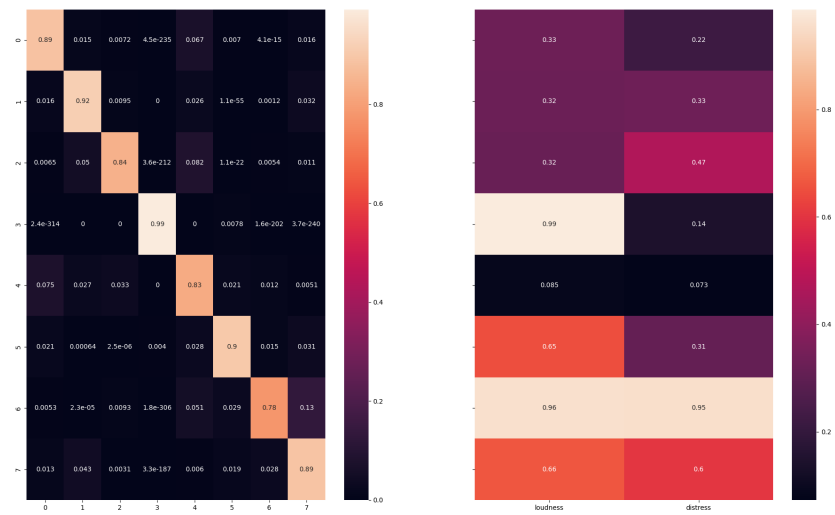 0 0.89 0.015 0.0072 4.5e-235 0.067 0.007 4.1e-15 0.016
1 0.016 0.92 0.0095 0 0.026 1.1e-55 0.0012 0.032
2 0.0065 0.05 0.84 3.6e-212 0.082 1.1e-22 0.0054 0.011
3 2.4e-314 0 0 0.99 0 0.0078 1.6e-202 3.7e-240
4 0.075 0.027 0.033 0 0.83 0.021 0.012 0.0051
5 0.021 0.00064 2.5e-06 0.004 0.028 0.9 0.015 0.031
6 0.0053 2.3e-05 0.0093 1.8e-306 0.051 0.029 0.78 0.13
7 0.013 0.043 0.0031 3.3e-187 0.006 0.019 0.028 0.89
0 1 2 3 4 5 6 7
0.8
0.6
0.4
0.2
0.0
0.33 0.22
0.32 0.33
0.32 0.47
0.99 0.14
0.085 0.073
0.65 0.31
0.96 0.95
0.66 0.6
loudness distress
0.8
0.6
0.4
0.2